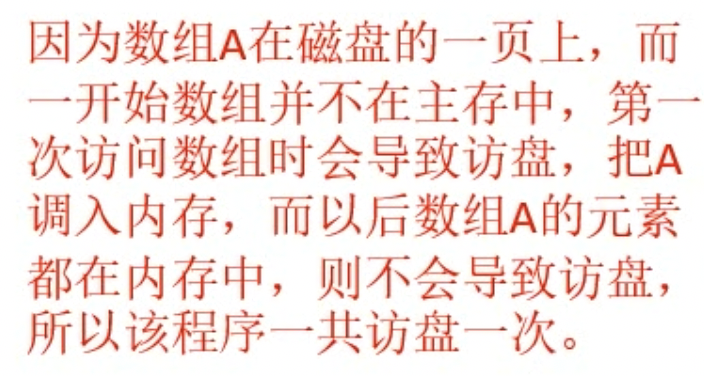 因为数组A在磁盘的一页上，而
一开始数组并不在主存中，第一
次访问数组时会导致访盘，把A
调入内存，而以后数组A的元素
都在内存中，则不会导致访盘，
所以该程序一共访盘一次。